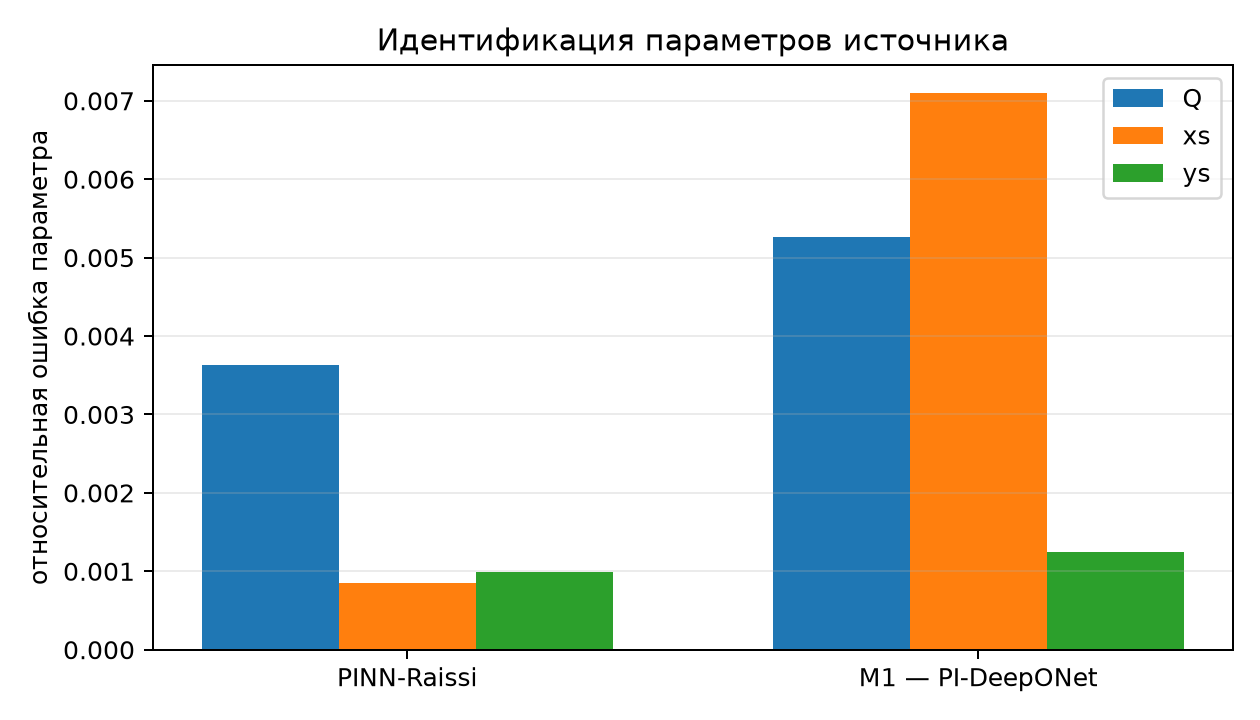 Идентификация параметров источника
относительная ошибка параметра
0.007
0.006
0.005
0.004
0.003
0.002
0.001
0.000
Q
xs
ys
PINN-Raissi
M1 — PI-DeepONet